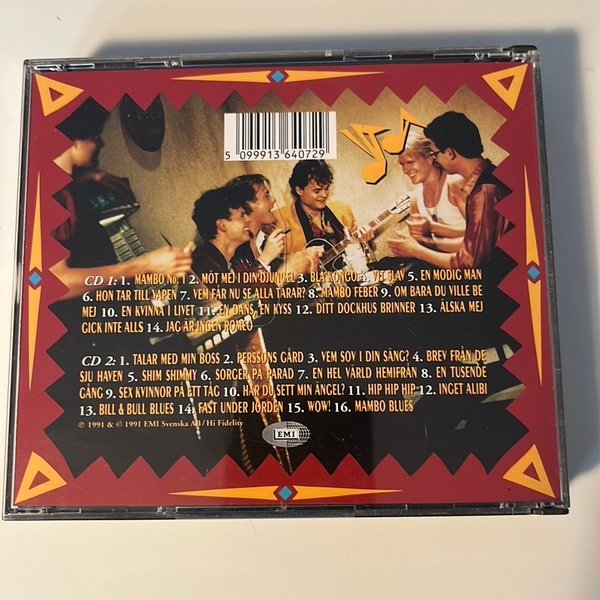 5 099913 640729
CD 1: 1. MAMBO No. 1 2. MÖT MEJ I DIN DJUNGEL 3. BLÅ KONGO 4. VIT SLAV 5. EN MODIG MAN
6. HON TAR TILL VAPEN 7. VEM FÅR NU SE ALLA TÅRAR? 8. MAMBO FEBER 9. OM BARA DU VILLE BE
MEJ 10. EN KVINNA I LIVET 11. EN DANS, EN KYSS 12. DITT DOCKHUS BRINNER 13. ÄLSKA MEJ
GICK INTE ALLS 14. JAG ÄR INGEN ROMEO
CD 2: 1. TALAR MED MIN BOSS 2. PERSSONS GÅRD 3. VEM SOV I DIN SÄNG? 4. BREV FRÅN DE
SJU HAVEN 5. SHIM SHIMMY 6. SORGER PÅ PARAD 7. EN HEL VÄRLD HEMIFRÅN 8. EN TUSENDE
GÅNG 9. SEX KVINNOR PÅ ETT TÅG 10. HAR DU SETT MIN ÄNGEL? 11. HIP HIP HIP 12. INGET ALIBI
13. BILL & BULL BLUES 14. FAST UNDER JORDEN 15. WOW! 16. MAMBO BLUES
℗ 1991 & © 1991 EMI Svenska AB / Hi Fidelity
EMI